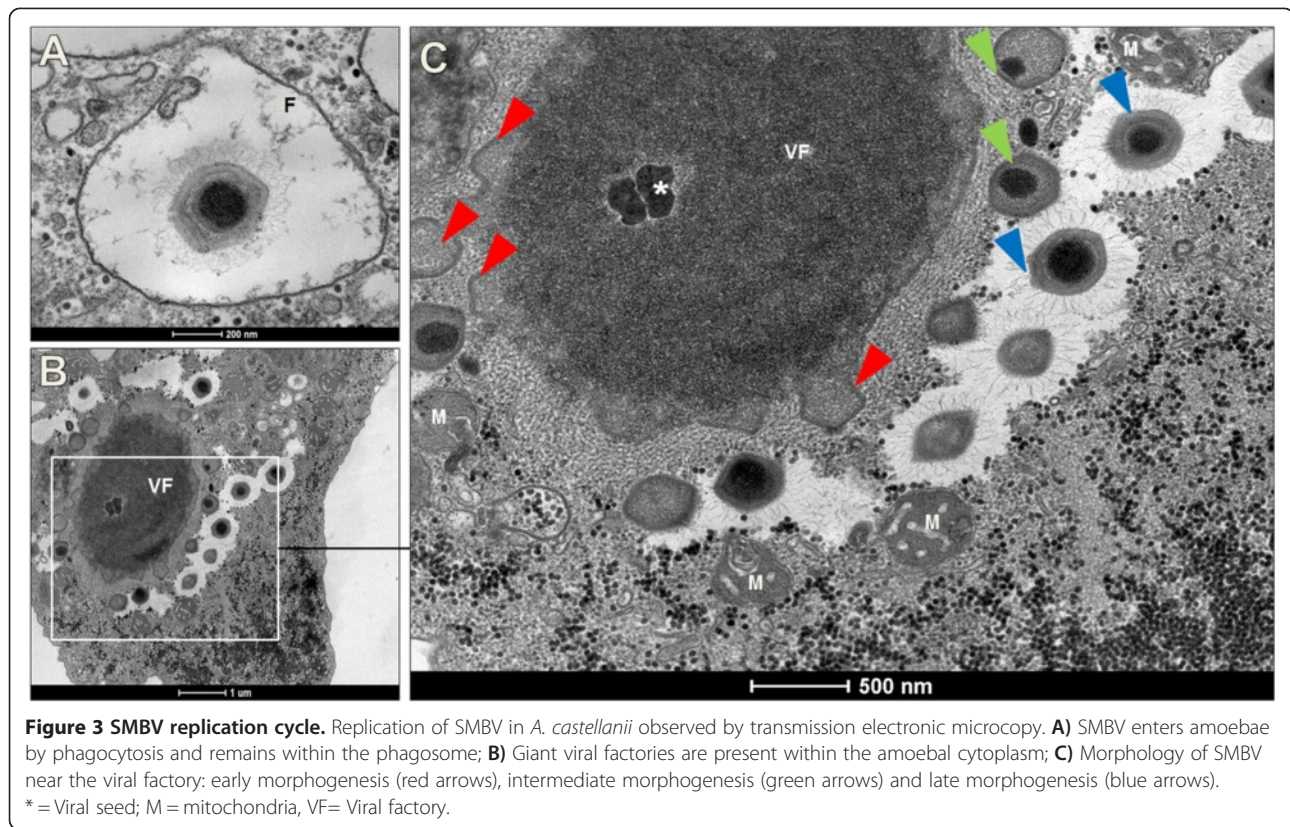 A
F
200 nm
B
VF
1 um
C
M
VF
*
M
M
M
500 nm
Figure 3 SMBV replication cycle. Replication of SMBV in A. castellanii observed by transmission electronic microcopy. A) SMBV enters amoebae
by phagocytosis and remains within the phagosome; B) Giant viral factories are present within the amoebal cytoplasm; C) Morphology of SMBV
near the viral factory: early morphogenesis (red arrows), intermediate morphogenesis (green arrows) and late morphogenesis (blue arrows).
* = Viral seed; M = mitochondria, VF= Viral factory.